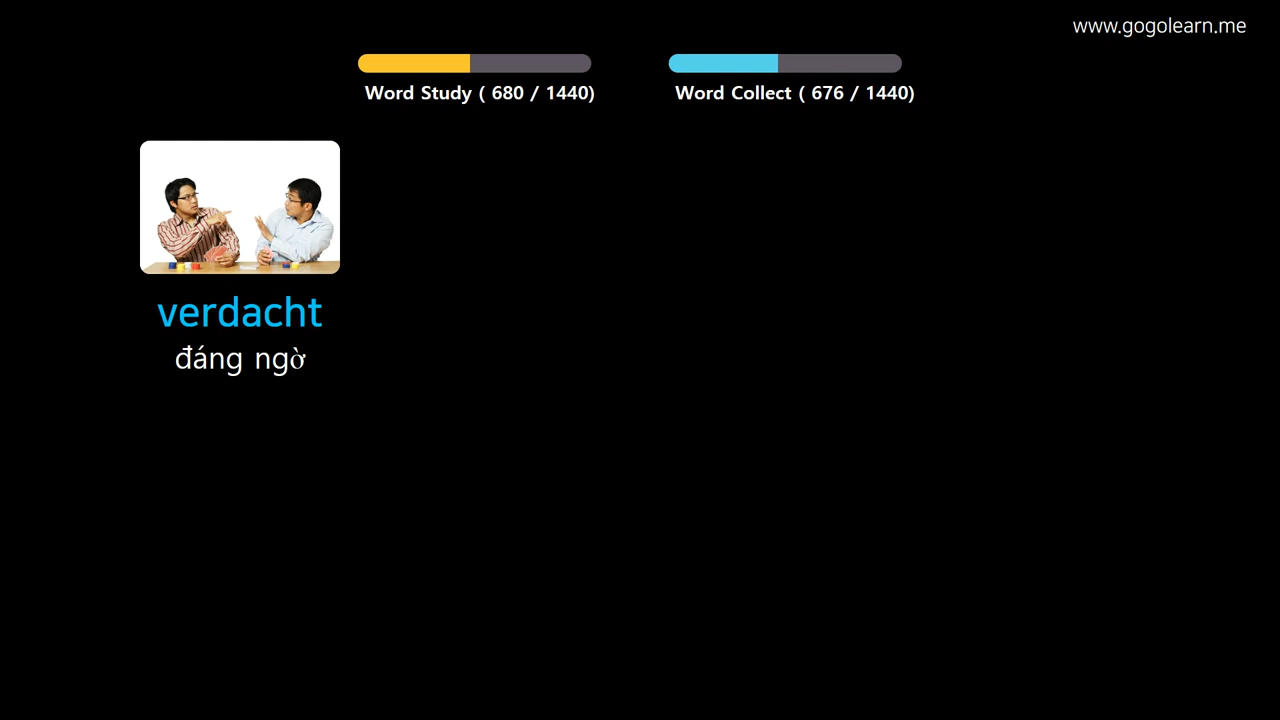 www.gogolearn.me
Word Study ( 680 / 1440)
Word Collect ( 676 / 1440)
verdacht
đáng ngờ